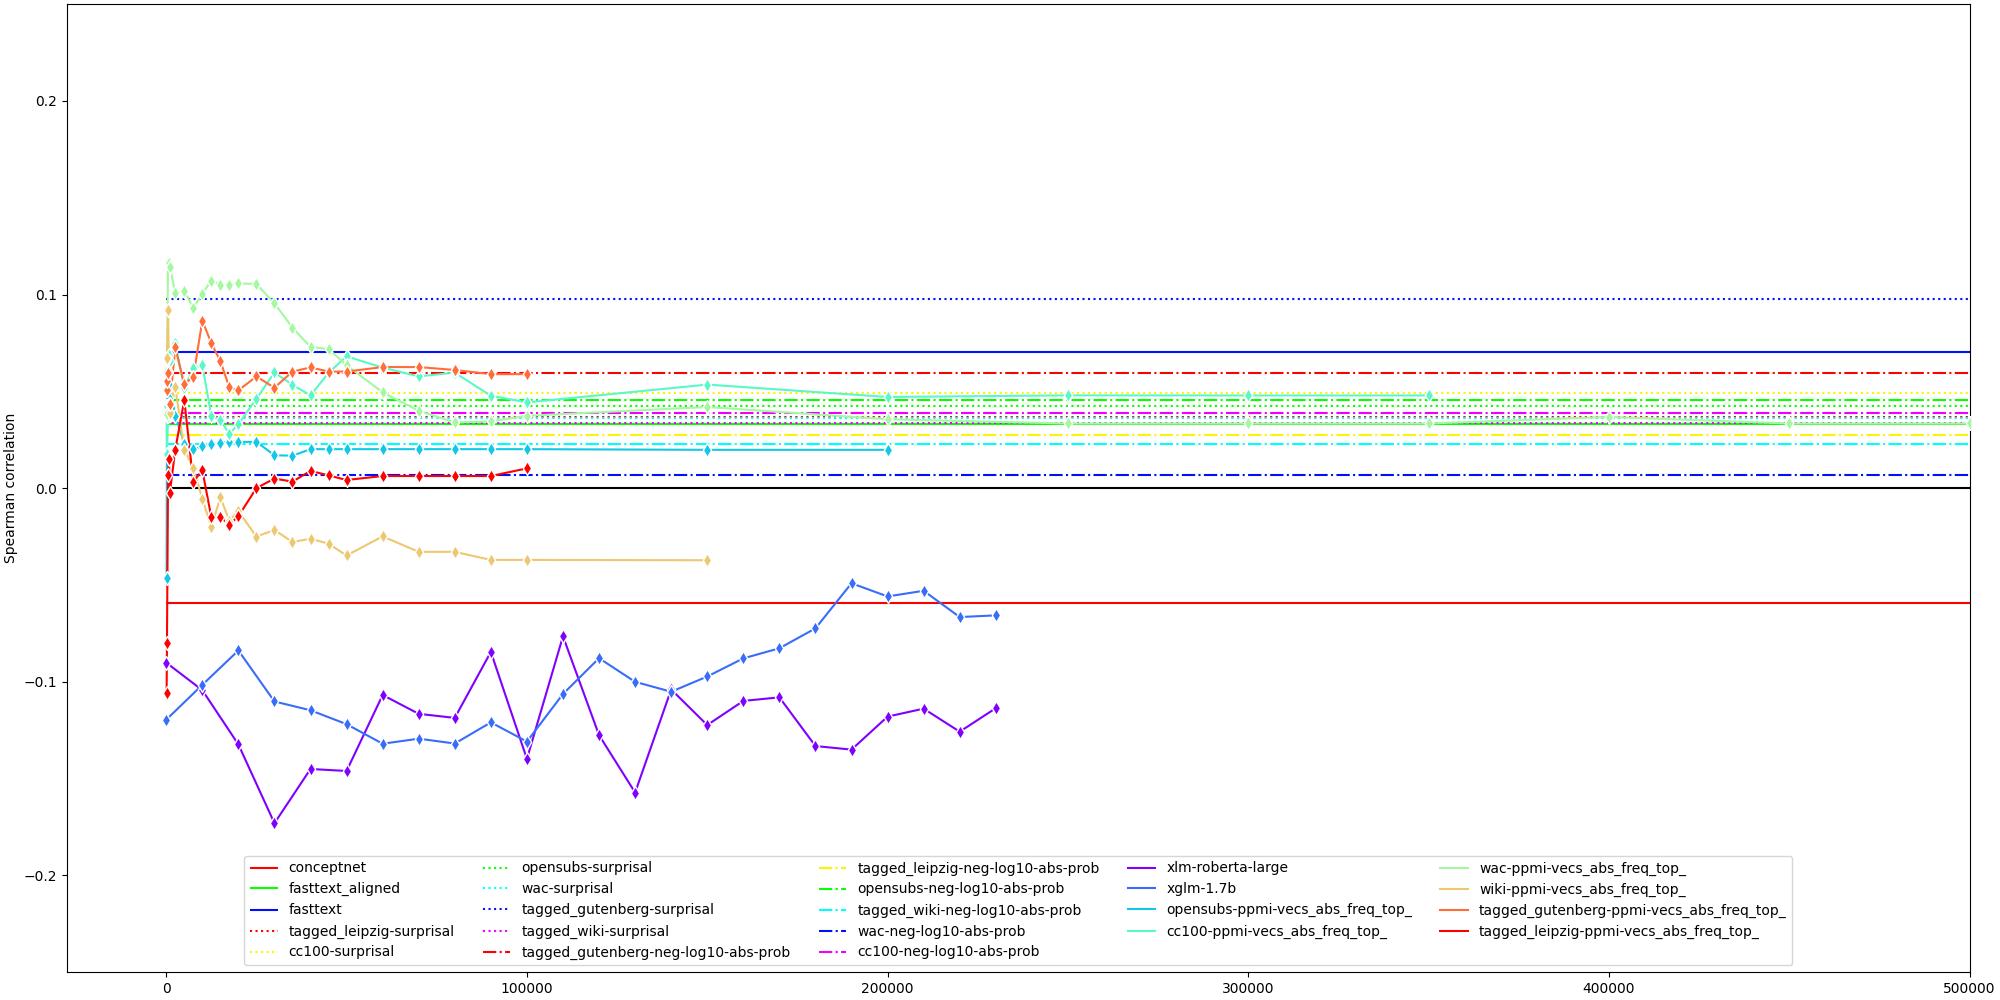 0.2
0.1
0.0
−0.1
−0.2
Spearman correlation
conceptnet
fasttext_aligned
fasttext
tagged_leipzig-surprisal
cc100-surprisal
opensubs-surprisal
wac-surprisal
tagged_gutenberg-surprisal
tagged_wiki-surprisal
tagged_gutenberg-neg-log10-abs-prob
tagged_leipzig-neg-log10-abs-prob
opensubs-neg-log10-abs-prob
tagged_wiki-neg-log10-abs-prob
wac-neg-log10-abs-prob
cc100-neg-log10-abs-prob
xlm-roberta-large
xglm-1.7b
opensubs-ppmi-vecs_abs_freq_top_
cc100-ppmi-vecs_abs_freq_top_
wac-ppmi-vecs_abs_freq_top_
wiki-ppmi-vecs_abs_freq_top_
tagged_gutenberg-ppmi-vecs_abs_freq_top_
tagged_leipzig-ppmi-vecs_abs_freq_top_
0 100000 200000 300000 400000 500000